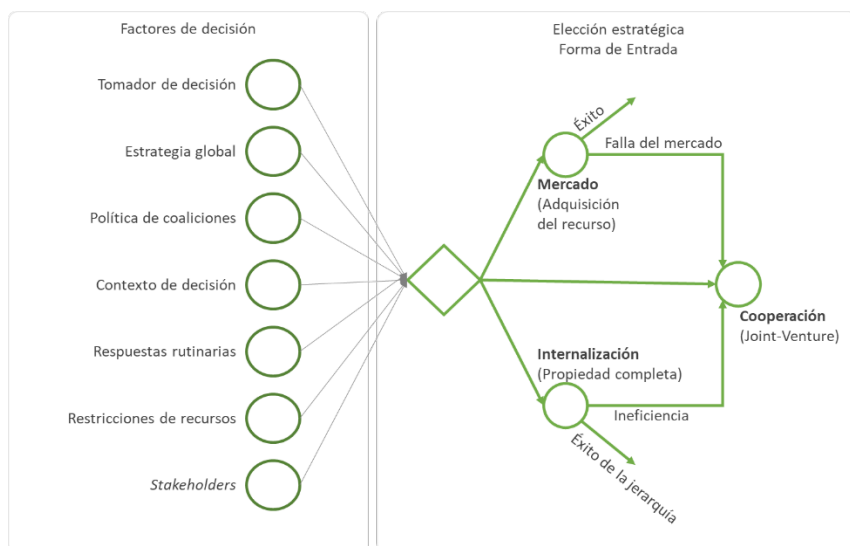 Factores de decisión
Tomador de decisión
Estrategia global
Política de coaliciones
Contexto de decisión
Respuestas rutinarias
Restricciones de recursos
Stakeholders
Elección estratégica
Forma de Entrada
Éxito
Falla del mercado
Mercado
(Adquisición
del recurso)
Cooperación
(Joint-Venture)
Internalización
(Propiedad completa)
Ineficiencia
Éxito de la jerarquía